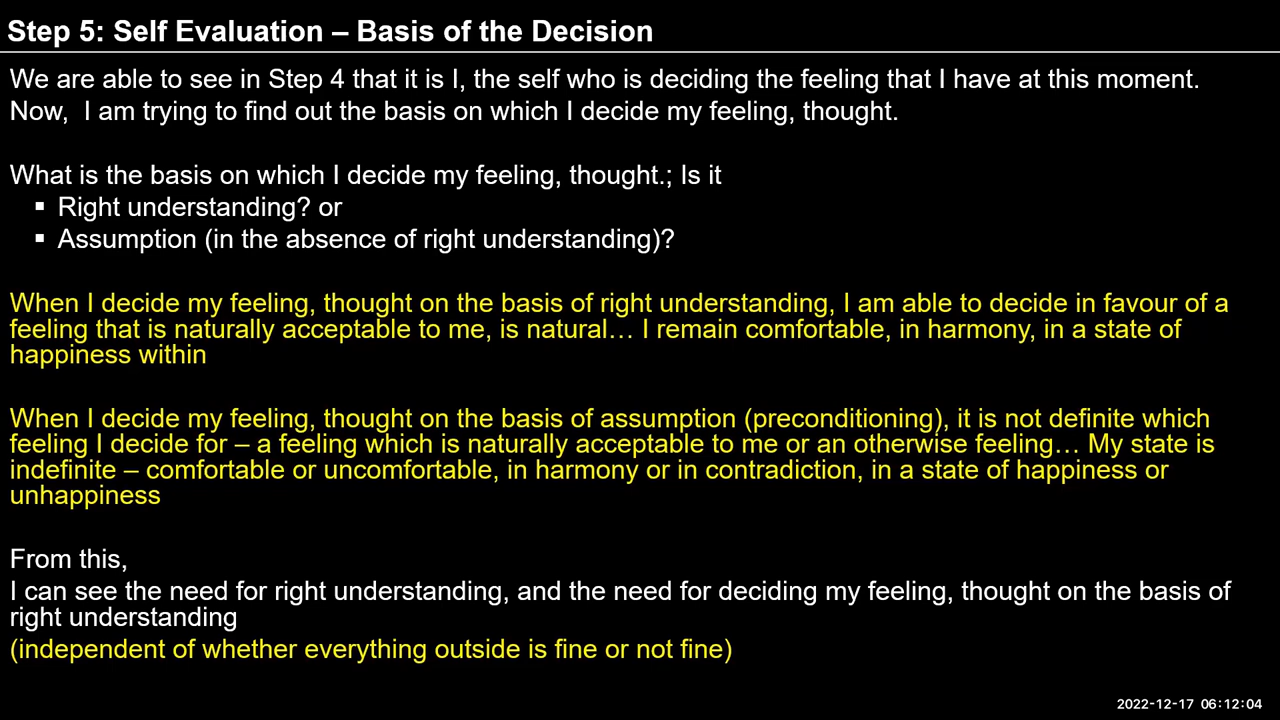 Step 5: Self Evaluation – Basis of the Decision
We are able to see in Step 4 that it is I, the self who is deciding the feeling that I have at this moment.
Now,  I am trying to find out the basis on which I decide my feeling, thought.
What is the basis on which I decide my feeling, thought.; Is it
▪ Right understanding? or
▪ Assumption (in the absence of right understanding)?
When I decide my feeling, thought on the basis of right understanding, I am able to decide in favour of a
feeling that is naturally acceptable to me, is natural… I remain comfortable, in harmony, in a state of
happiness within
When I decide my feeling, thought on the basis of assumption (preconditioning), it is not definite which
feeling I decide for – a feeling which is naturally acceptable to me or an otherwise feeling… My state is
indefinite – comfortable or uncomfortable, in harmony or in contradiction, in a state of happiness or
unhappiness
From this,
I can see the need for right understanding, and the need for deciding my feeling, thought on the basis of
right understanding
(independent of whether everything outside is fine or not fine)
2022-12-17 06:12:04